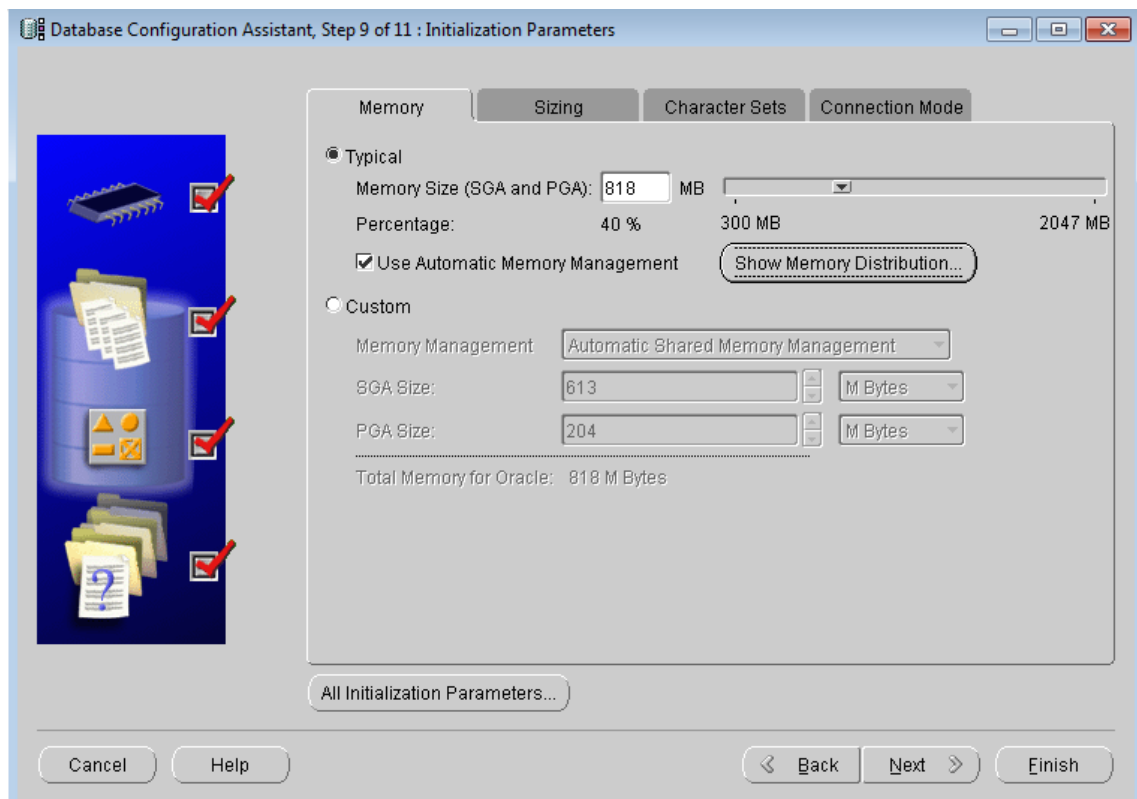 Database Configuration Assistant, Step 9 of 11 : Initialization Parameters
Memory Sizing Character Sets Connection Mode
Typical
Memory Size (SGA and PGA): 818 MB
Percentage: 40 % 300 MB 2047 MB
Use Automatic Memory Management Show Memory Distribution...
Custom
Memory Management Automatic Shared Memory Management
SGA Size: 613 M Bytes
PGA Size: 204 M Bytes
Total Memory for Oracle: 818 M Bytes
?
All Initialization Parameters...
Cancel Help Back Next Finish